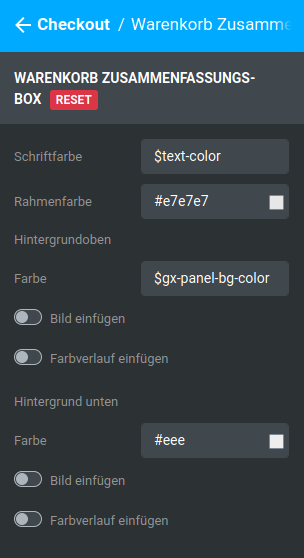 Checkout / Warenkorb Zusamme
WARENKORB ZUSAMMENFASSUNGS-
BOX RESET
Schriftfarbe $text-color
Rahmenfarbe #e7e7e7
Hintergrundoben
Farbe $gx-panel-bg-color
Bild einfügen
Farbverlauf einfügen
Hintergrund unten
Farbe #eee
Bild einfügen
Farbverlauf einfügen